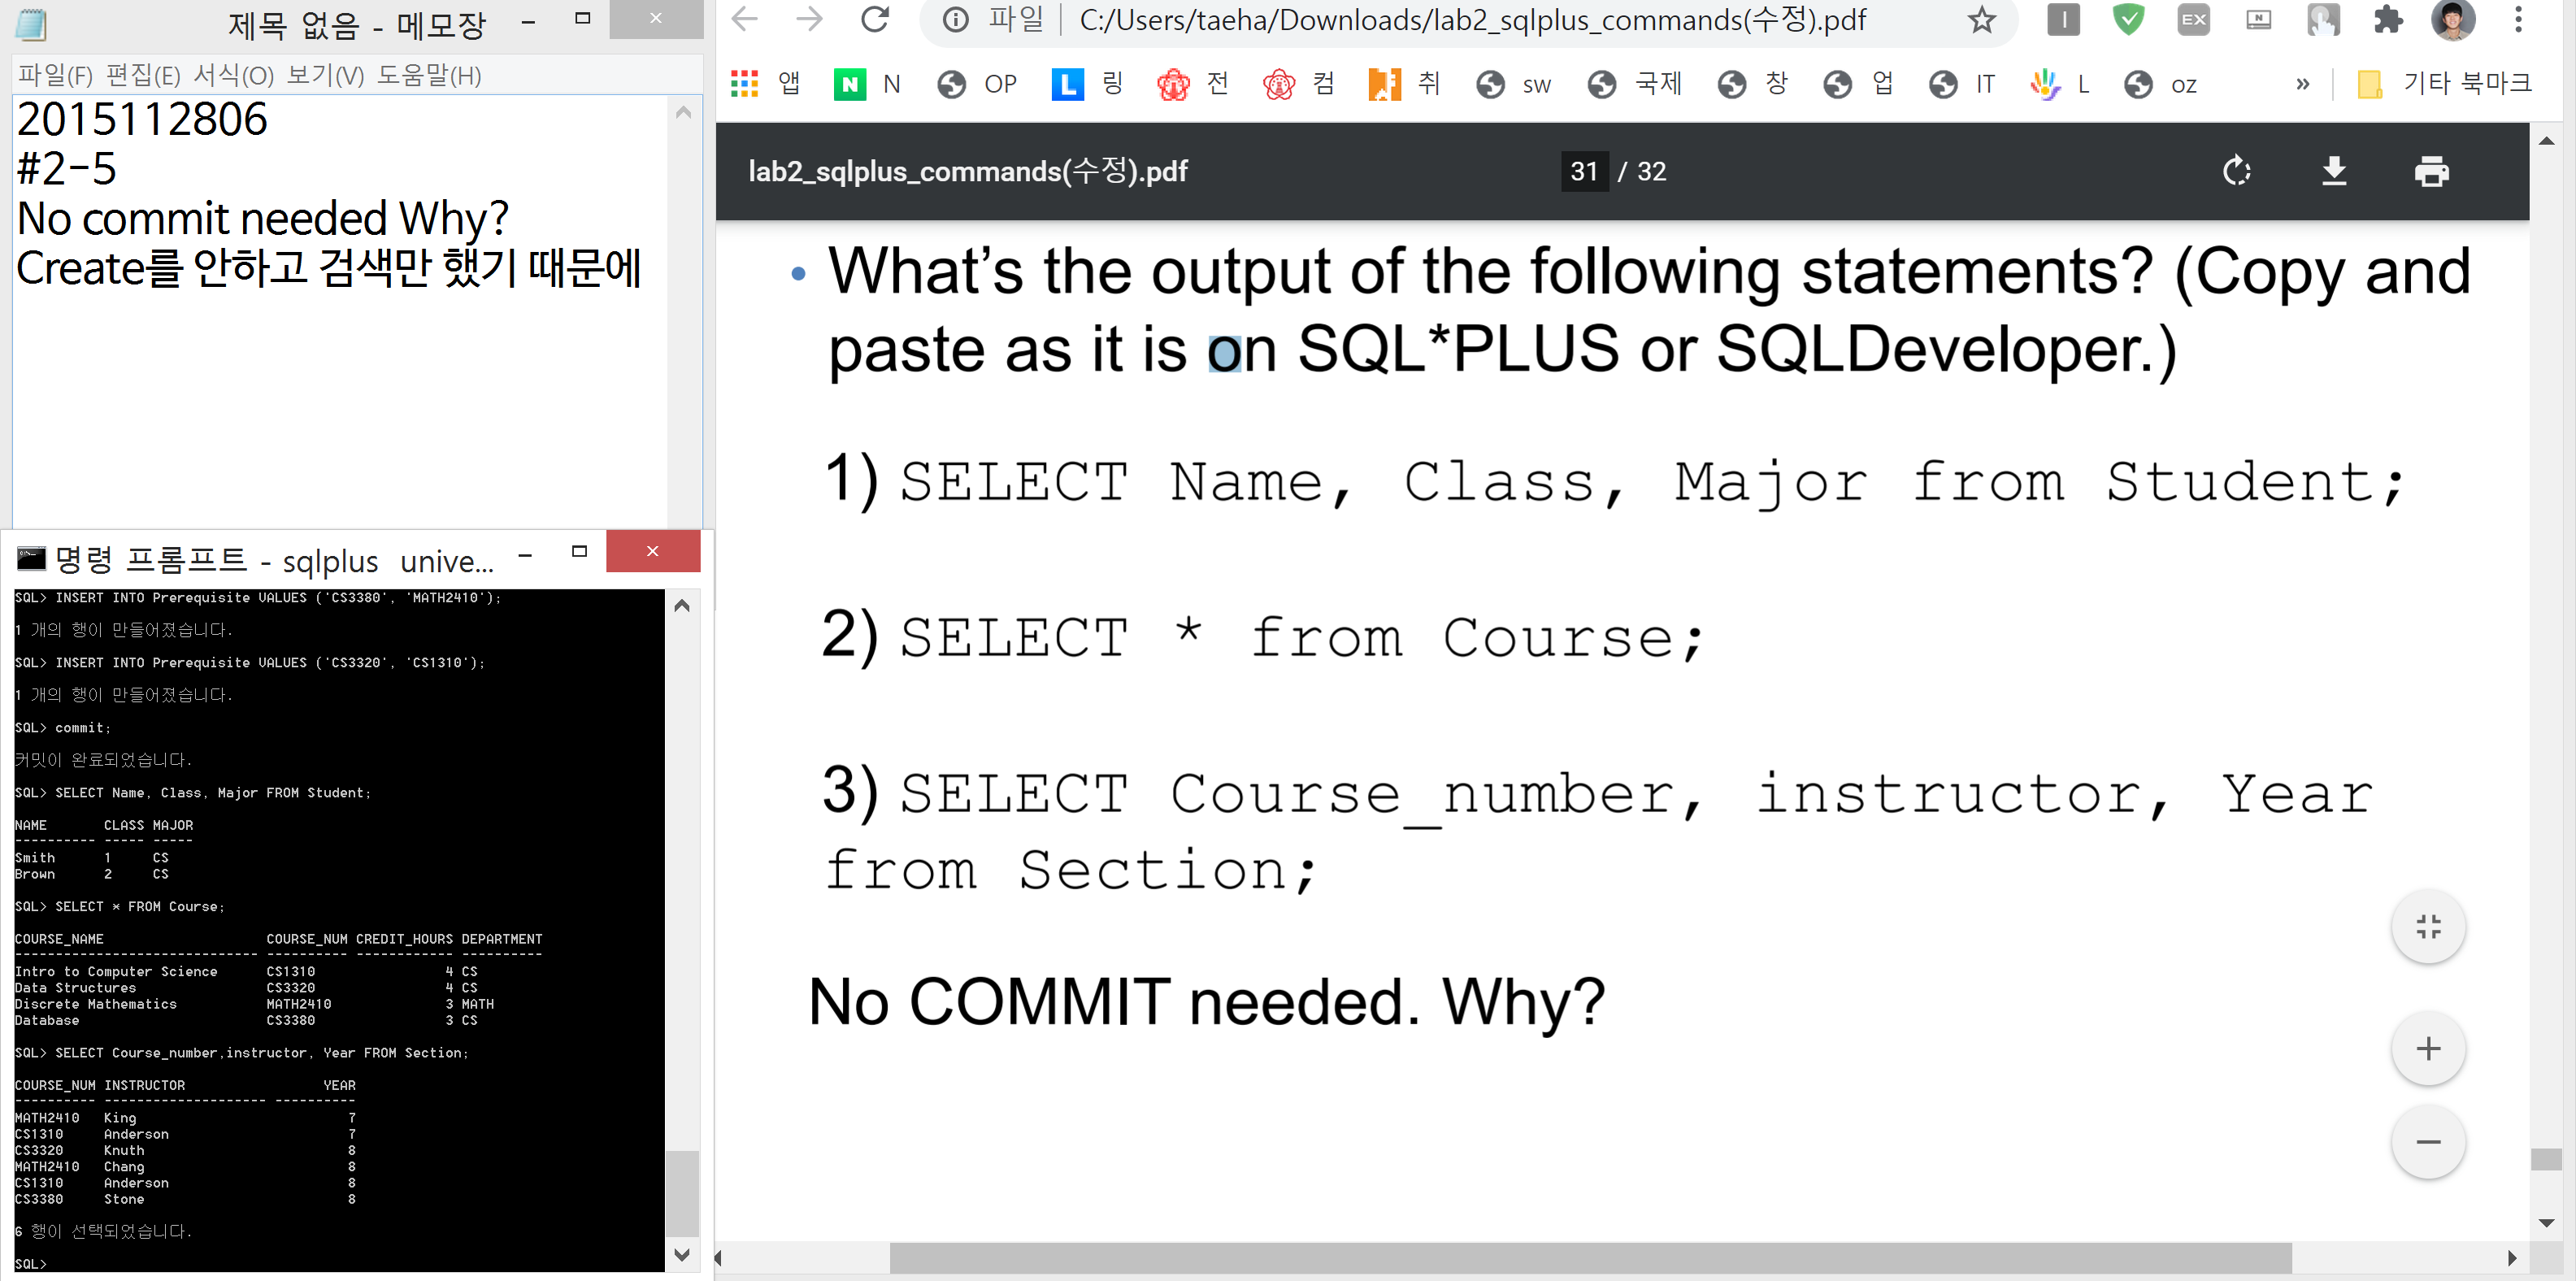 제목 없음 - 메모장
파일(F) 편집(E) 서식(O) 보기(V) 도움말(H)
2015112806
#2-5
No commit needed Why?
Create를 안하고 검색만 했기 때문에
명령 프롬프트 - sqlplus unive...
SQL> INSERT INTO Prerequisite VALUES ('CS3380', 'MATH2410');
1 개의 행이 만들어졌습니다.
SQL> INSERT INTO Prerequisite VALUES ('CS3320', 'CS1310');
1 개의 행이 만들어졌습니다.
SQL> commit;
커밋이 완료되었습니다.
SQL> SELECT Name, Class, Major FROM Student;
NAME CLASS MAJOR
---------- ----- -----
Smith 1 CS
Brown 2 CS
SQL> SELECT * FROM Course;
COURSE_NAME COURSE_NUM CREDIT_HOURS DEPARTMENT
------------------------------ ---------- ------------ ----------
Intro to Computer Science CS1310 4 CS
Data Structures CS3320 4 CS
Discrete Mathematics MATH2410 3 MATH
Database CS3380 3 CS
SQL> SELECT Course_number,instructor, Year FROM Section;
COURSE_NUM INSTRUCTOR YEAR
---------- -------------------- ----------
MATH2410 King 7
CS1310 Anderson 7
CS3320 Knuth 8
MATH2410 Chang 8
CS1310 Anderson 8
CS3380 Stone 8
6 행이 선택되었습니다.
SQL>
파일 C:/Users/taeha/Downloads/lab2_sqlplus_commands(수정).pdf
EX N
앱 N N OP L 링 전 컴 취 sw 국제 창 업 IT L oz » 기타 북마크
lab2_sqlplus_commands(수정).pdf 31 / 32
• What’s the output of the following statements? (Copy and
paste as it is on SQL*PLUS or SQLDeveloper.)
1) SELECT Name, Class, Major from Student;
2) SELECT * from Course;
3) SELECT Course_number, instructor, Year
from Section;
No COMMIT needed. Why?